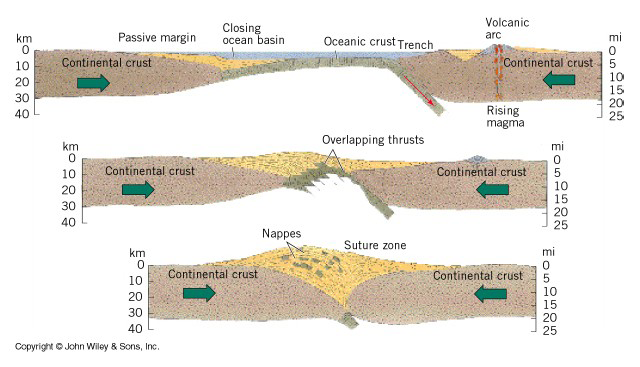 Volcanic
arc
Closing
ocean basin
Passive margin
Oceanic crust
Trench
km
0
10
20
30
40
mi
0
5
10
15
20
25
Continental crust
Continental crust
Rising
magma
Overlapping thrusts
km
0
10
20
30
40
mi
0
5
10
15
20
25
Continental crust
Continental crust
Nappes
Suture zone
km
0
10
20
30
40
mi
0
5
10
15
20
25
Continental crust
Continental crust
Copyright © John Wiley & Sons, Inc.